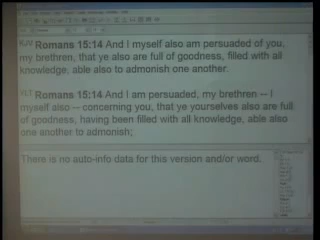 KJV Romans 15:14 And I myself also am persuaded of you,
my brethren, that ye also are full of goodness, filled with all
knowledge, able also to admonish one another.
YLT Romans 15:14 And I am persuaded, my brethren -- I
myself also -- concerning you, that ye yourselves also are full
of goodness, having been filled with all knowledge, able also
one another to admonish;
There is no auto-info data for this version and/or word.